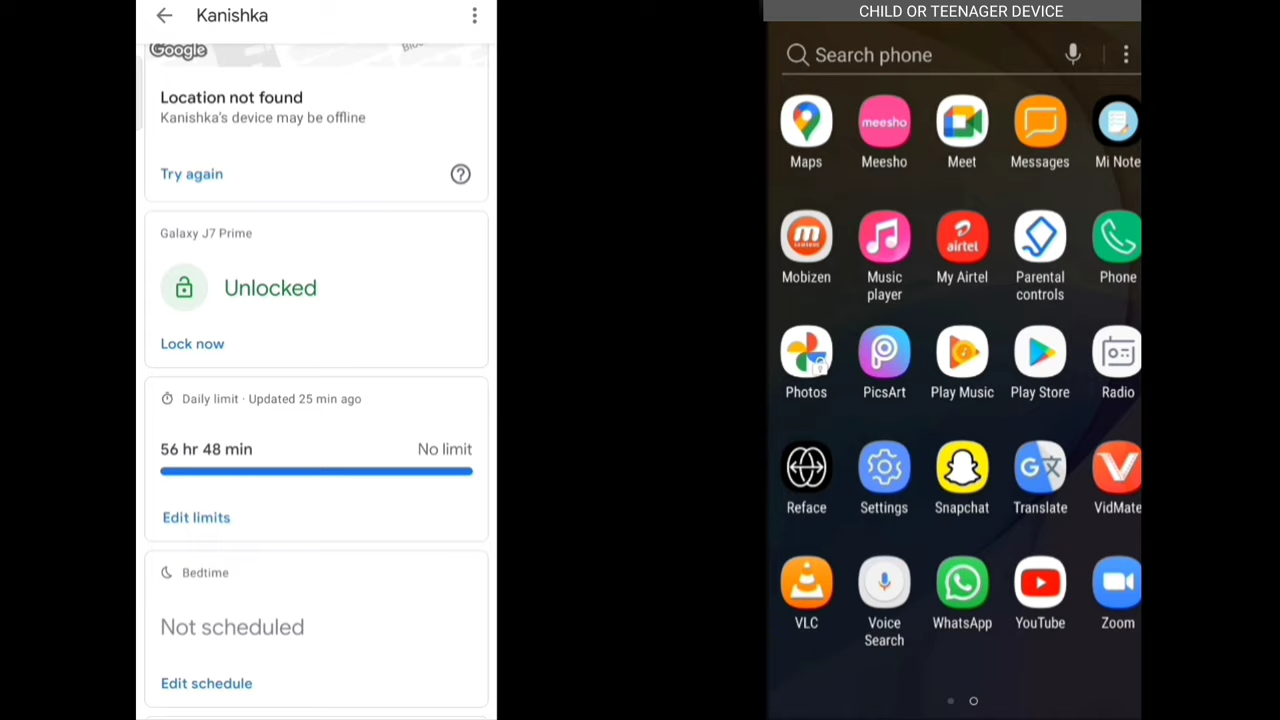 Kanishka
Google
Location not found
Kanishka's device may be offline
Try again
Galaxy J7 Prime
Unlocked
Lock now
Daily limit · Updated 25 min ago
56 hr 48 min No limit
Edit limits
Bedtime
Not scheduled
Edit schedule
CHILD OR TEENAGER DEVICE
Search phone
meesho
airtel
Maps Meesho Meet Messages Mi Note
Mobizen Music player My Airtel Parental controls Phone
Photos PicsArt Play Music Play Store Radio
Reface Settings Snapchat Translate VidMate
VLC Voice Search WhatsApp YouTube Zoom